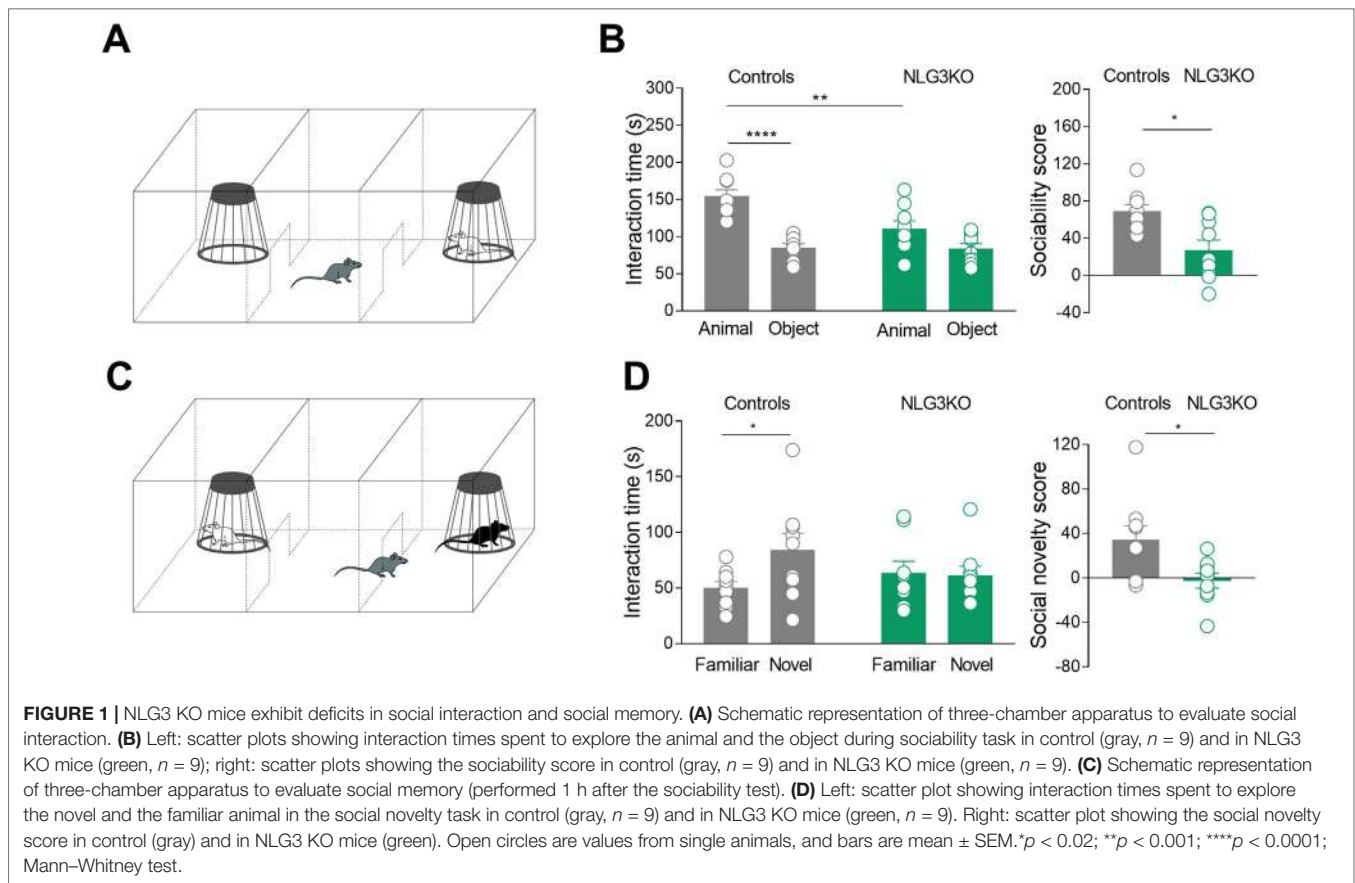 A
B
Controls
NLG3KO
Controls NLG3KO
300
250
200
150
100
50
0
Interaction time (s)
**
****
Animal
Object
Animal
Object
200
160
120
80
40
0
-40
Sociability score
*
C
D
Controls
NLG3KO
Controls NLG3KO
200
150
100
50
0
Interaction time (s)
*
Familiar
Novel
Familiar
Novel
120
80
40
0
-40
-80
Social novelty score
*
FIGURE 1 | NLG3 KO mice exhibit deficits in social interaction and social memory. (A) Schematic representation of three-chamber apparatus to evaluate social
interaction. (B) Left: scatter plots showing interaction times spent to explore the animal and the object during sociability task in control (gray, n = 9) and in NLG3
KO mice (green, n = 9); right: scatter plots showing the sociability score in control (gray, n = 9) and in NLG3 KO mice (green, n = 9). (C) Schematic representation
of three-chamber apparatus to evaluate social memory (performed 1 h after the sociability test). (D) Left: scatter plot showing interaction times spent to explore
the novel and the familiar animal in the social novelty task in control (gray, n = 9) and in NLG3 KO mice (green, n = 9). Right: scatter plot showing the social novelty
score in control (gray) and in NLG3 KO mice (green). Open circles are values from single animals, and bars are mean ± SEM.*p < 0.02; **p < 0.001; ****p < 0.0001;
Mann–Whitney test.